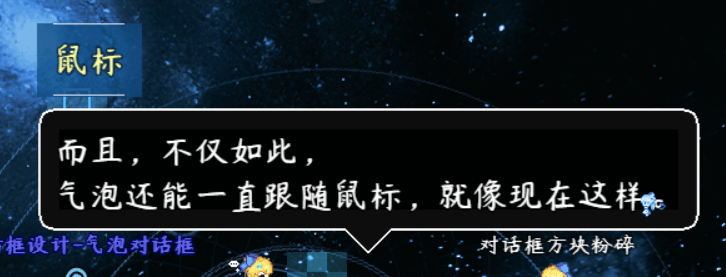 鼠标
而且，不仅如此，
气泡还能一直跟随鼠标，就像现在这样。
框设计-气泡对话框
对话框方块粉碎